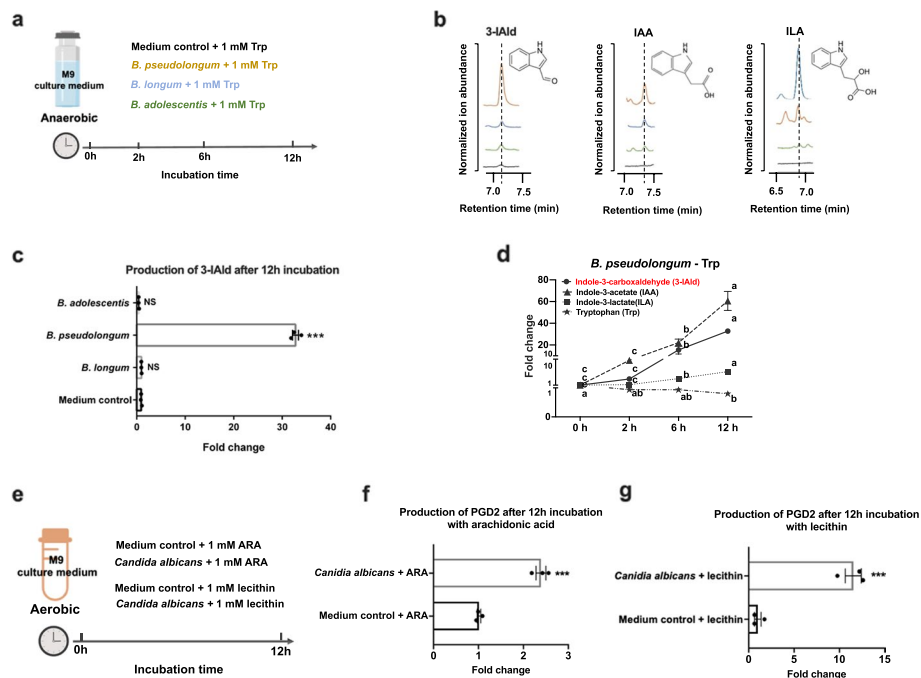 a
M9
culture medium
Anaerobic
Medium control + 1 mM Trp
B. pseudolongum + 1 mM Trp
B. longum + 1 mM Trp
B. adolescentis + 1 mM Trp
0h 2h 6h 12h
Incubation time
b
3-IAld IAA ILA
Normalized ion abundance
H
N
O
7.0 7.5
Retention time (min)
Normalized ion abundance
H
N
O
OH
7.0 7.5
Retention time (min)
Normalized ion abundance
H
N
OH
O
OH
6.5 7.0
Retention time (min)
c
Production of 3-IAld after 12h incubation
B. adolescentis NS
B. pseudolongum ***
B. longum NS
Medium control
0 10 20 30 40
Fold change
d
B. pseudolongum - Trp
Indole-3-carboxaldehyde (3-IAld)
Indole-3-acetate (IAA)
Indole-3-lactate(ILA)
Tryptophan (Trp)
Fold change
80
60
40
20
10
10
1
1
0
c
c
c
a
c
c
c
ab
b
b
b
ab
a
a
a
b
0 h 2 h 6 h 12 h
e
M9
culture medium
Aerobic
Medium control + 1 mM ARA
Candida albicans + 1 mM ARA
Medium control + 1 mM lecithin
Candida albicans + 1 mM lecithin
0h 12h
Incubation time
f
Production of PGD2 after 12h incubation
with arachidonic acid
Canidia albicans + ARA ***
Medium control + ARA
0 1 2 3
Fold change
g
Production of PGD2 after 12h incubation
with lecithin
Canidia albicans + lecithin ***
Medium control + lecithin
0 5 10 15
Fold change